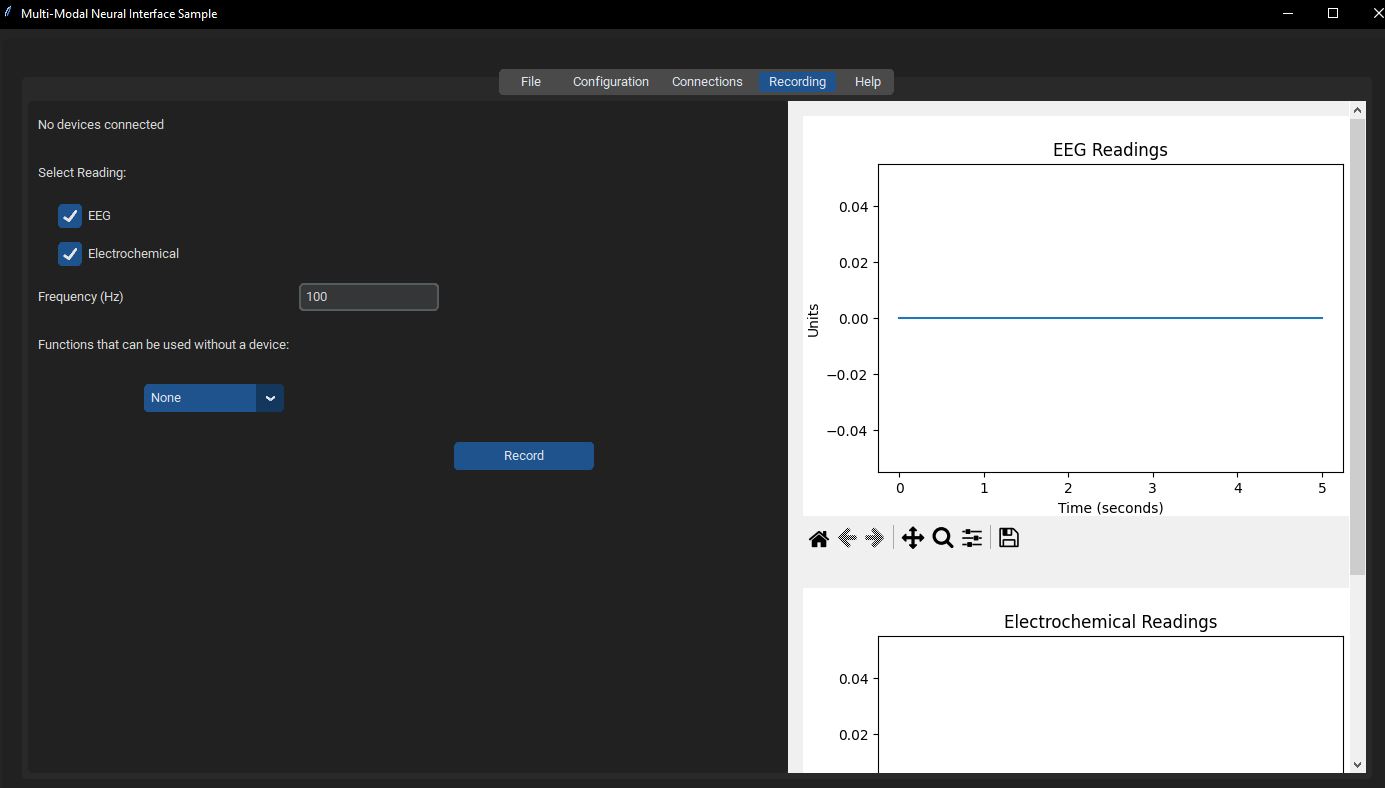 Multi-Modal Neural Interface Sample
File Configuration Connections Recording Help
No devices connected
Select Reading:
EEG
Electrochemical
Frequency (Hz) 100
Functions that can be used without a device:
None
Record
EEG Readings
0.04
0.02
0.00
−0.02
−0.04
Units
0 1 2 3 4 5
Time (seconds)
Electrochemical Readings
0.04
0.02